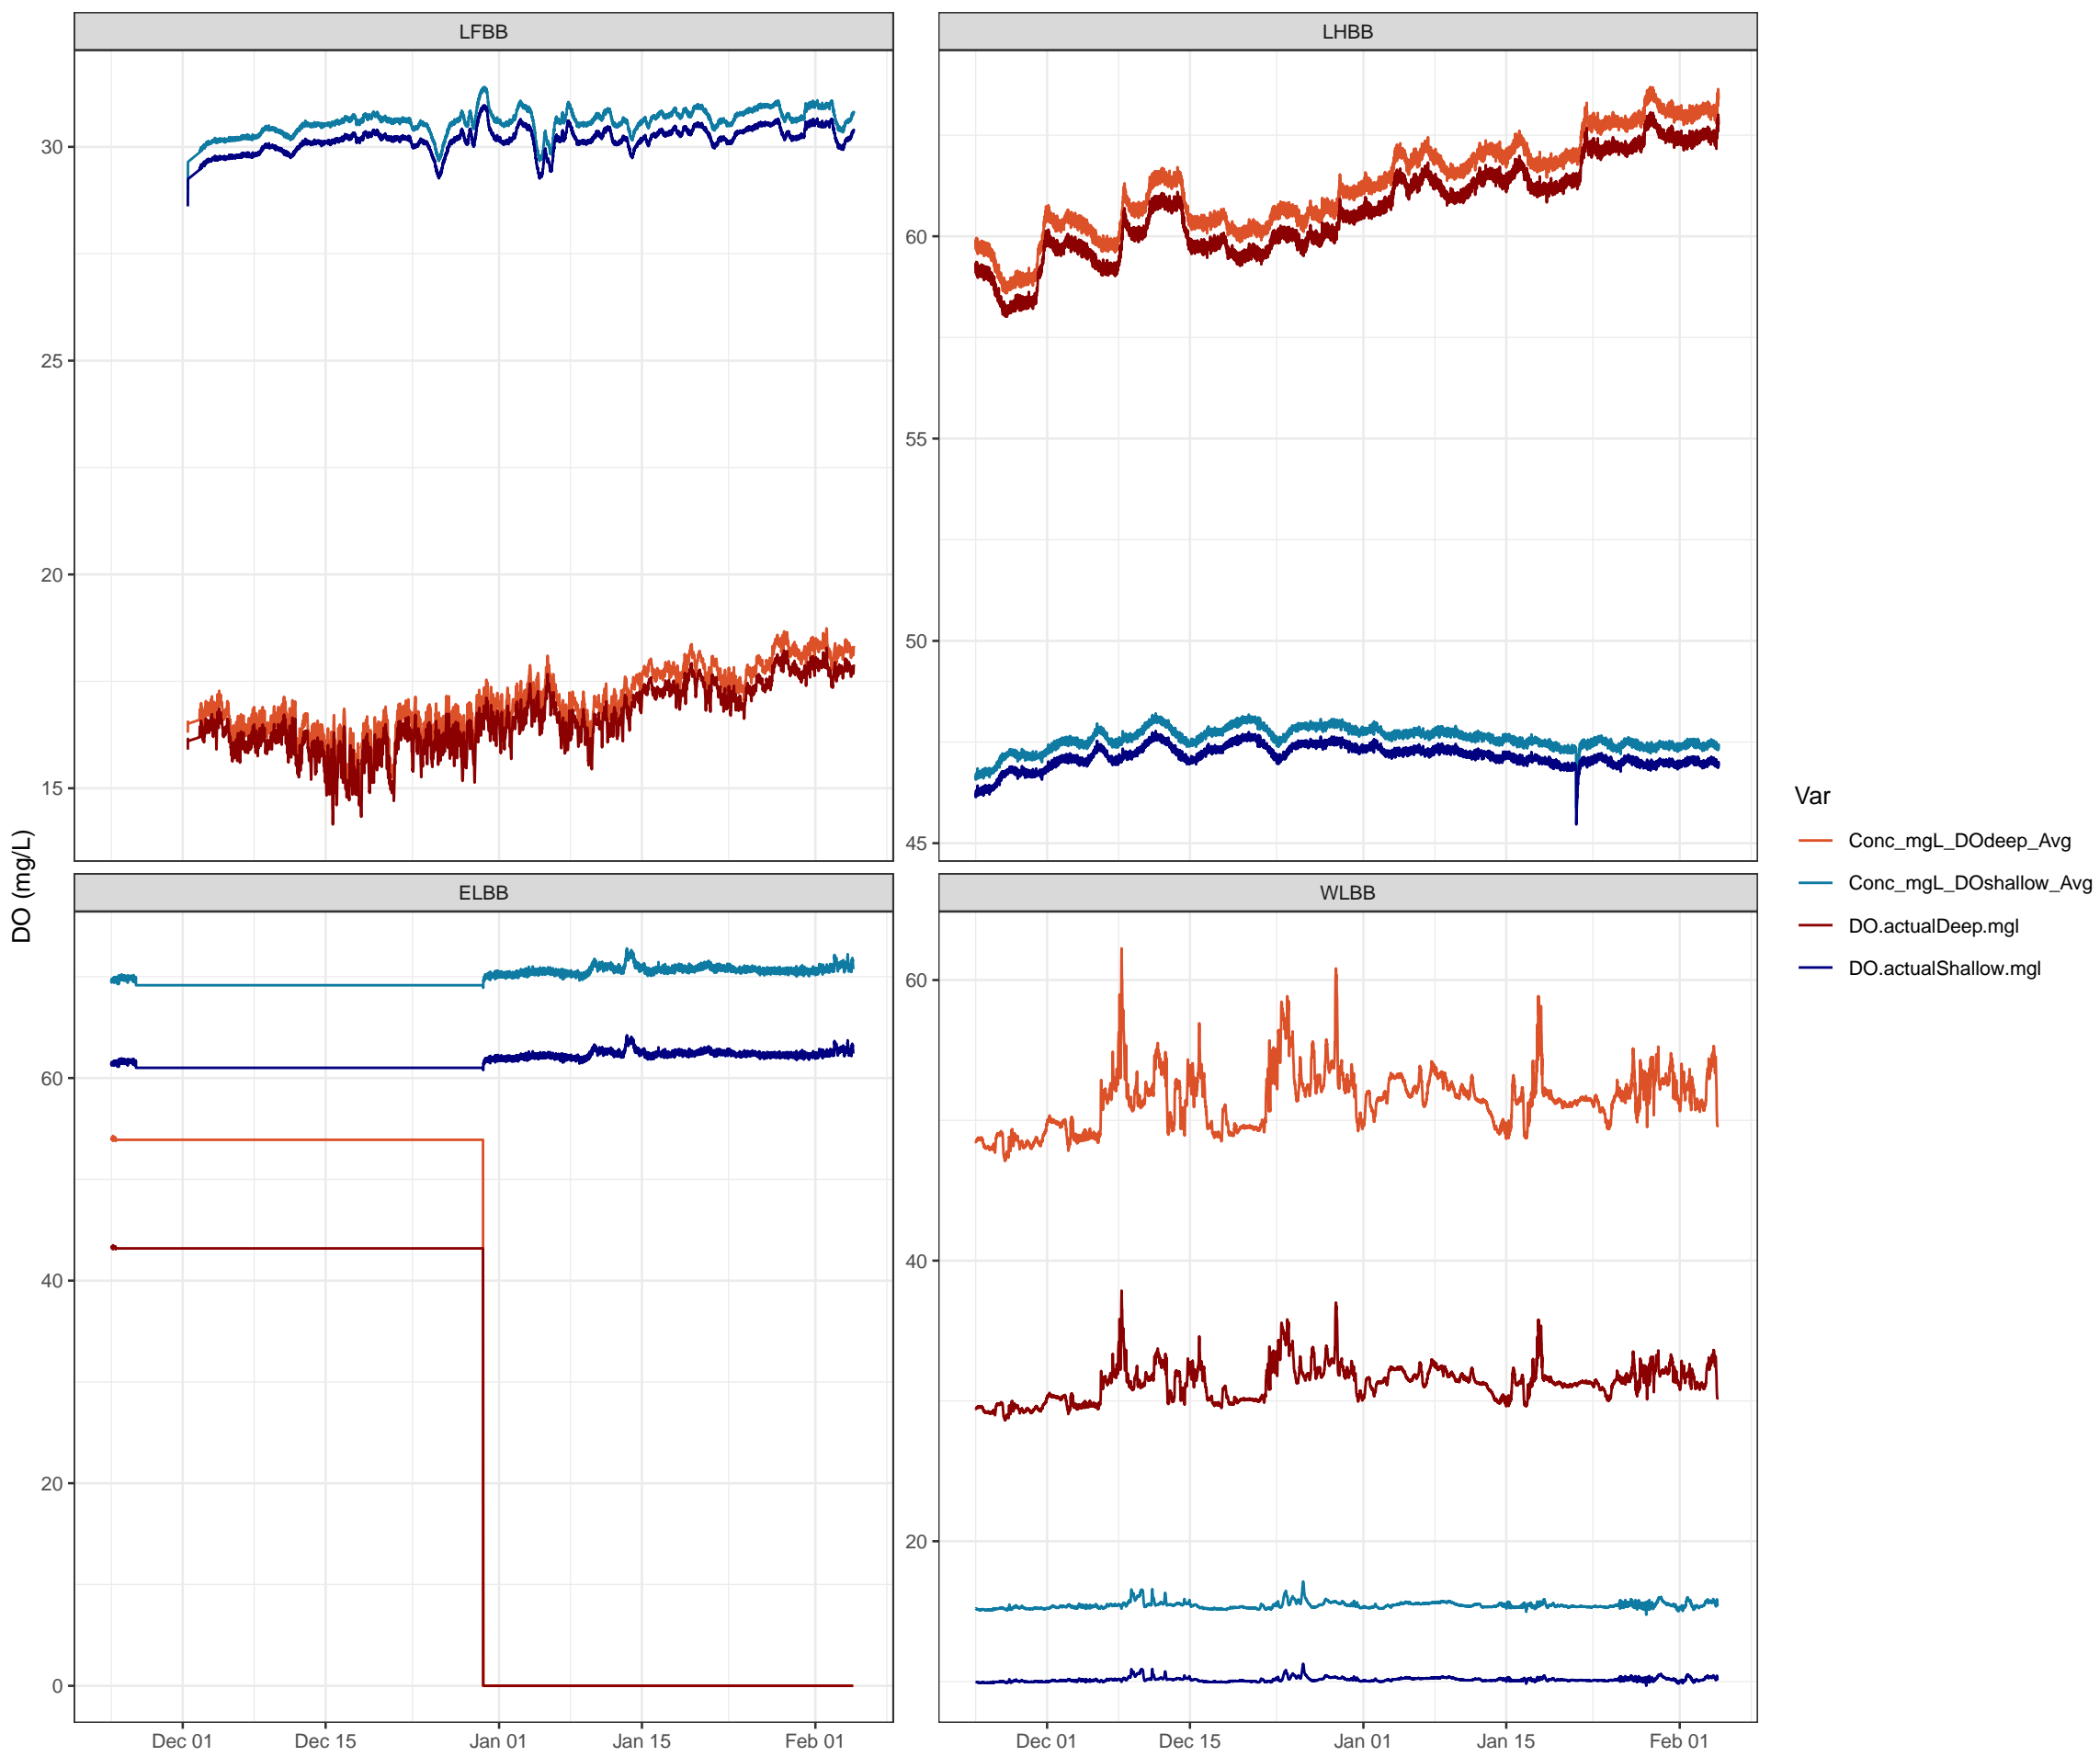 LFBB
LHBB
30
25
20
15
60
55
50
45
DO (mg/L)
ELBB
WLBB
60
40
20
0
60
40
20
Dec 01
Dec 15
Jan 01
Jan 15
Feb 01
Dec 01
Dec 15
Jan 01
Jan 15
Feb 01
Var
Conc_mgL_DOdeep_Avg
Conc_mgL_DOshallow_Avg
DO.actualDeep.mgl
DO.actualShallow.mgl